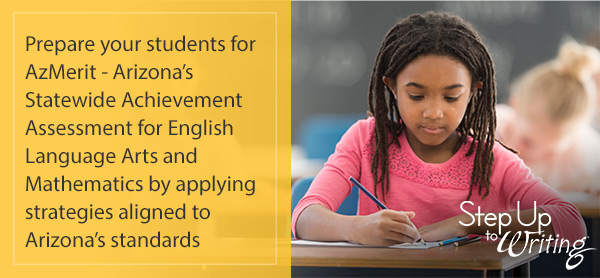 Prepare your students for
AzMerit - Arizona's
Statewide Achievement
Assessment for English
Language Arts and
Mathematics by applying
strategies aligned to
Arizona's standards
Step Up
to Writing